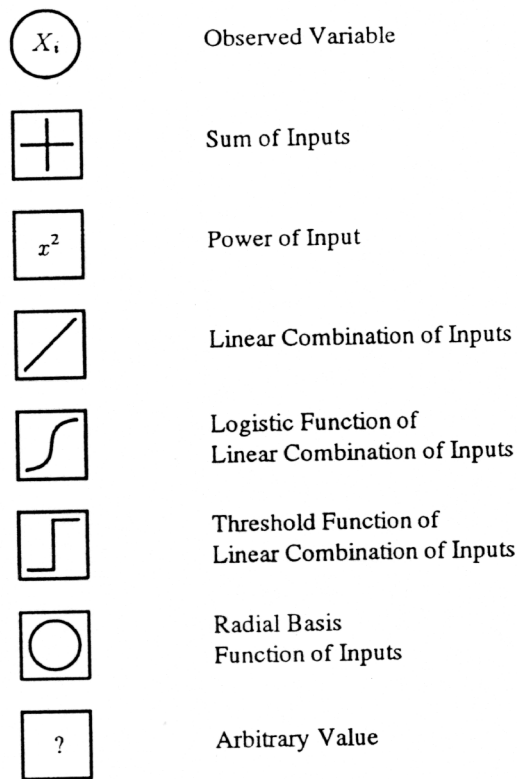 Xi Observed Variable
Sum of Inputs
x² Power of Input
Linear Combination of Inputs
Logistic Function of
Linear Combination of Inputs
Threshold Function of
Linear Combination of Inputs
Radial Basis
Function of Inputs
? Arbitrary Value